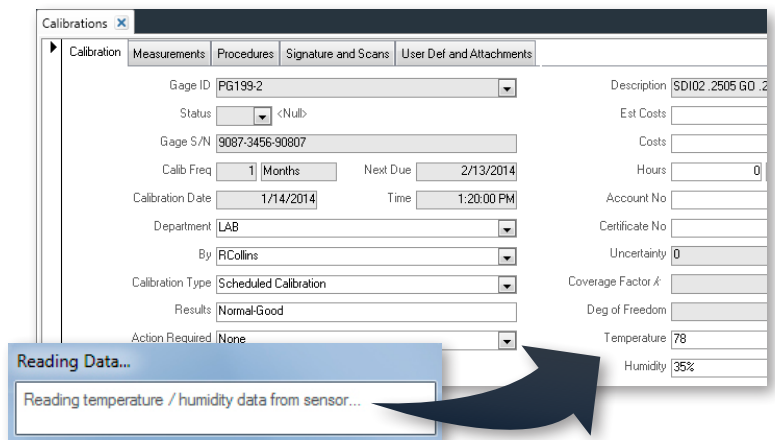 Calibrations
Calibration Measurements Procedures Signature and Scans User Def and Attachments
Gage ID PG199-2
Description SDI02 .2505 GO .2
Status <Null>
Est Costs
Gage S/N 9087-3456-90807
Costs
Calib Freq 1 Months Next Due 2/13/2014
Hours 0
Calibration Date 1/14/2014 Time 1:20:00 PM
Account No
Department LAB
Certificate No
By RCollins
Uncertainty 0
Calibration Type Scheduled Calibration
Coverage Factor k
Results Normal-Good
Deg of Freedom
Action Required None
Temperature 78
Humidity 35%
Reading Data...
Reading temperature / humidity data from sensor...